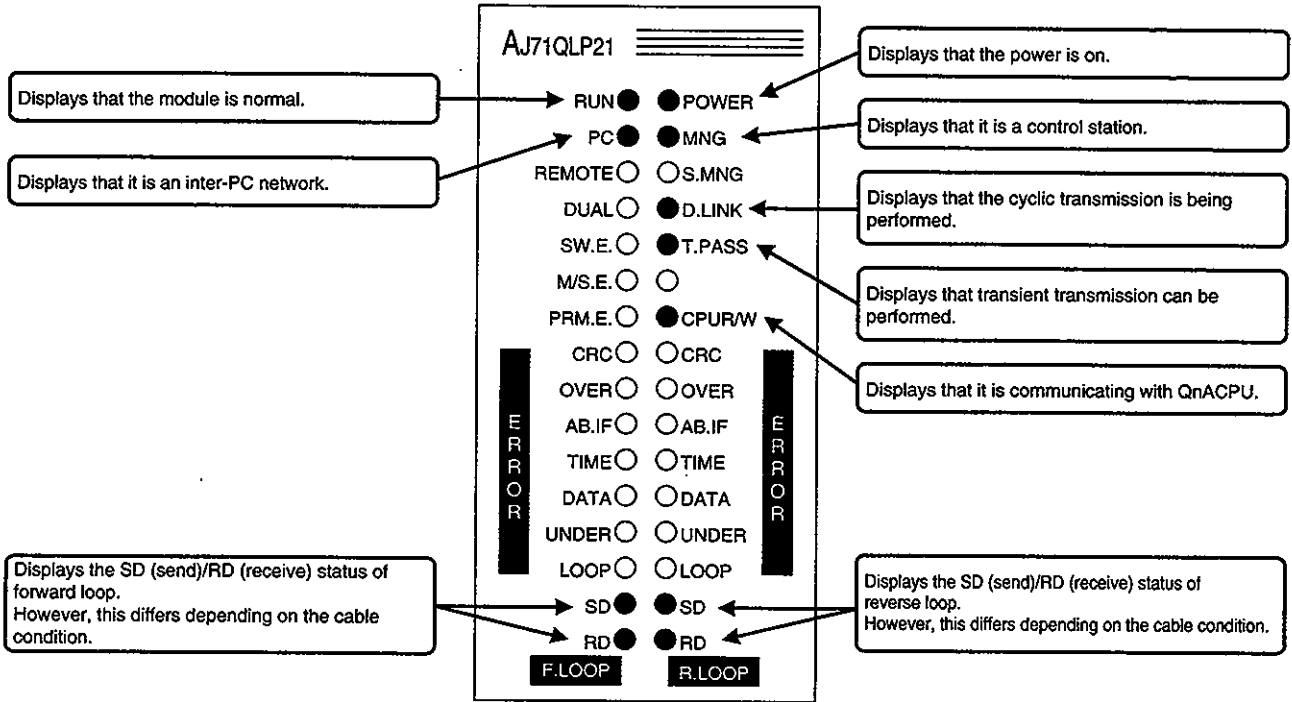 AJ71QLP21
Displays that the module is normal.
Displays that it is an inter-PC network.
Displays the SD (send)/RD (receive) status of
forward loop.
However, this differs depending on the cable
condition.
RUN POWER
PC MNG
REMOTE S.MNG
DUAL D.LINK
SW.E. T.PASS
M/S.E.
PRM.E. CPUR/W
CRC CRC
OVER OVER
AB.IF AB.IF
TIME TIME
DATA DATA
UNDER UNDER
LOOP LOOP
SD SD
RD RD
ERROR
ERROR
F.LOOP R.LOOP
Displays that the power is on.
Displays that it is a control station.
Displays that the cyclic transmission is being
performed.
Displays that transient transmission can be
performed.
Displays that it is communicating with QnACPU.
Displays the SD (send)/RD (receive) status of
reverse loop.
However, this differs depending on the cable condition.